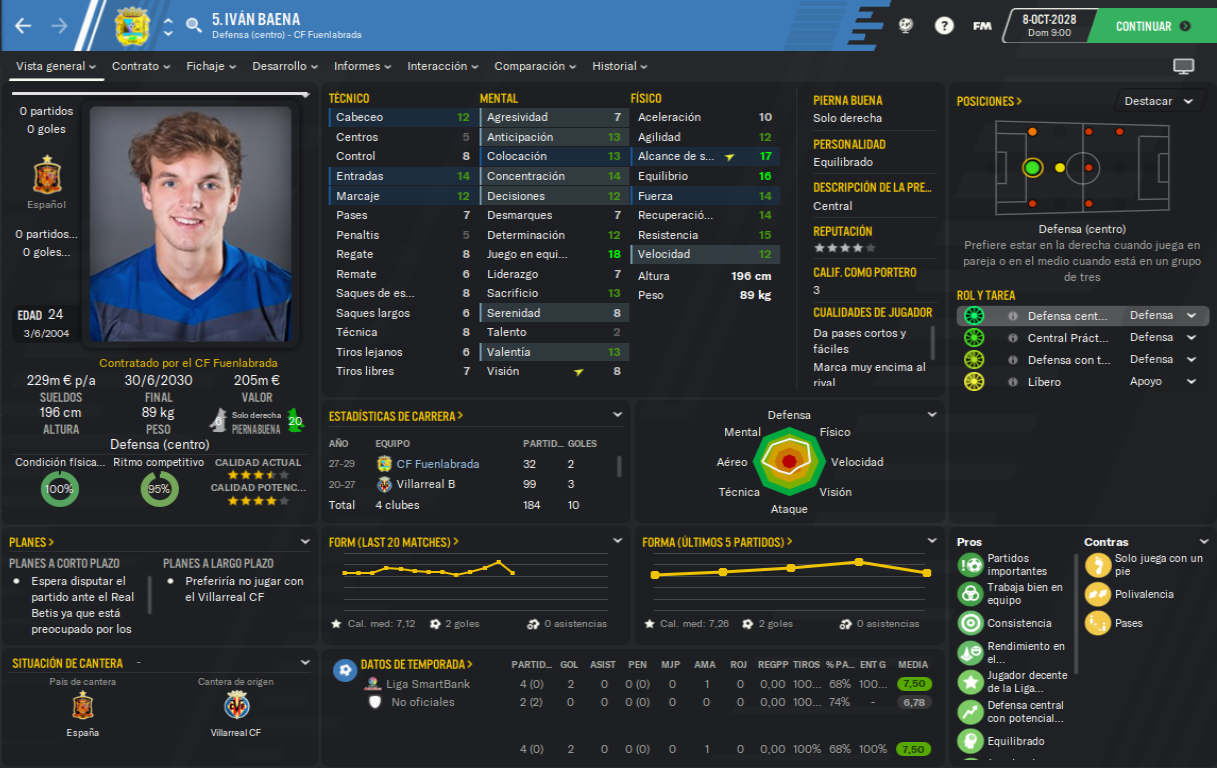 5. IVÁN BAENA
Defensa (centro) - CF Fuenlabrada
FM
8-OCT-2028
Dom 9:00
CONTINUAR
Vista general
Contrato
Fichaje
Desarrollo
Informes
Interacción
Comparación
Historial
0 partidos
0 goles
Español
0 partidos...
0 goles...
EDAD 24
3/6/2004
Contratado por el CF Fuenlabrada
229m € p/a
SUELDOS
30/6/2030
FINAL
205m €
VALOR
196 cm
ALTURA
89 kg
PESO
6
Solo derecha
PIERNA BUENA
20
Defensa (centro)
Condición física...
100%
Ritmo competitivo
95%
CALIDAD ACTUAL
CALIDAD POTENC...
TÉCNICO
Cabeceo 12
Centros 5
Control 8
Entradas 14
Marcaje 12
Pases 7
Penaltis 5
Regate 8
Remate 6
Saques de es... 8
Saques largos 6
Técnica 8
Tiros lejanos 6
Tiros libres 7
MENTAL
Agresividad 7
Anticipación 13
Colocación 13
Concentración 14
Decisiones 12
Desmarques 7
Determinación 12
Juego en equi... 18
Liderazgo 7
Sacrificio 13
Serenidad 8
Talento 2
Valentía 13
Visión 8
FÍSICO
Aceleración 10
Agilidad 12
Alcance de s... 17
Equilibrio 16
Fuerza 14
Recuperació... 14
Resistencia 15
Velocidad 12
Altura 196 cm
Peso 89 kg
PIERNA BUENA
Solo derecha
PERSONALIDAD
Equilibrado
DESCRIPCIÓN DE LA PRE...
Central
REPUTACIÓN
CALIF. COMO PORTERO
3
CUALIDADES DE JUGADOR
Da pases cortos y
fáciles
Marca muy encima al
rival
POSICIONES
Destacar
Defensa (centro)
Prefiere estar en la derecha cuando juega en
pareja o en el medio cuando está en un grupo
de tres
ROL Y TAREA
Defensa cent... Defensa
Central Práct... Defensa
Defensa con t... Defensa
Líbero Apoyo
ESTADÍSTICAS DE CARRERA
AÑO EQUIPO PARTID... GOLES
27-29 CF Fuenlabrada 32 2
20-27 Villarreal B 99 3
Total 4 clubes 184 10
Defensa
Mental
Físico
Aéreo
Velocidad
Técnica
Visión
Ataque
PLANES
PLANES A CORTO PLAZO
Espera disputar el
partido ante el Real
Betis ya que está
preocupado por los
PLANES A LARGO PLAZO
Preferiría no jugar con
el Villarreal CF
FORM (LAST 20 MATCHES)
Cal. med: 7,12
2 goles
0 asistencias
FORMA (ÚLTIMOS 5 PARTIDOS)
Cal. med: 7,26
2 goles
0 asistencias
Pros
Partidos
importantes
Trabaja bien en
equipo
Consistencia
Rendimiento en
el...
Jugador decente
de la Liga...
Defensa central
con potencial...
Equilibrado
Contras
Solo juega con un
pie
Polivalencia
Pases
SITUACIÓN DE CANTERA -
País de cantera
España
Cantera de origen
Villarreal CF
DATOS DE TEMPORADA PARTID... GOL ASIST PEN MJP AMA ROJ REGPP TIROS % PA... ENT G MEDIA
Liga SmartBank 4 (0) 2 0 0 (0) 0 1 0 0,00 100... 68% 100... 7,50
No oficiales 2 (2) 0 0 0 (0) 0 0 0 0,00 100... 74% - 6,78
4 (0) 2 0 0 (0) 0 1 0 0,00 100% 68% 100% 7,50